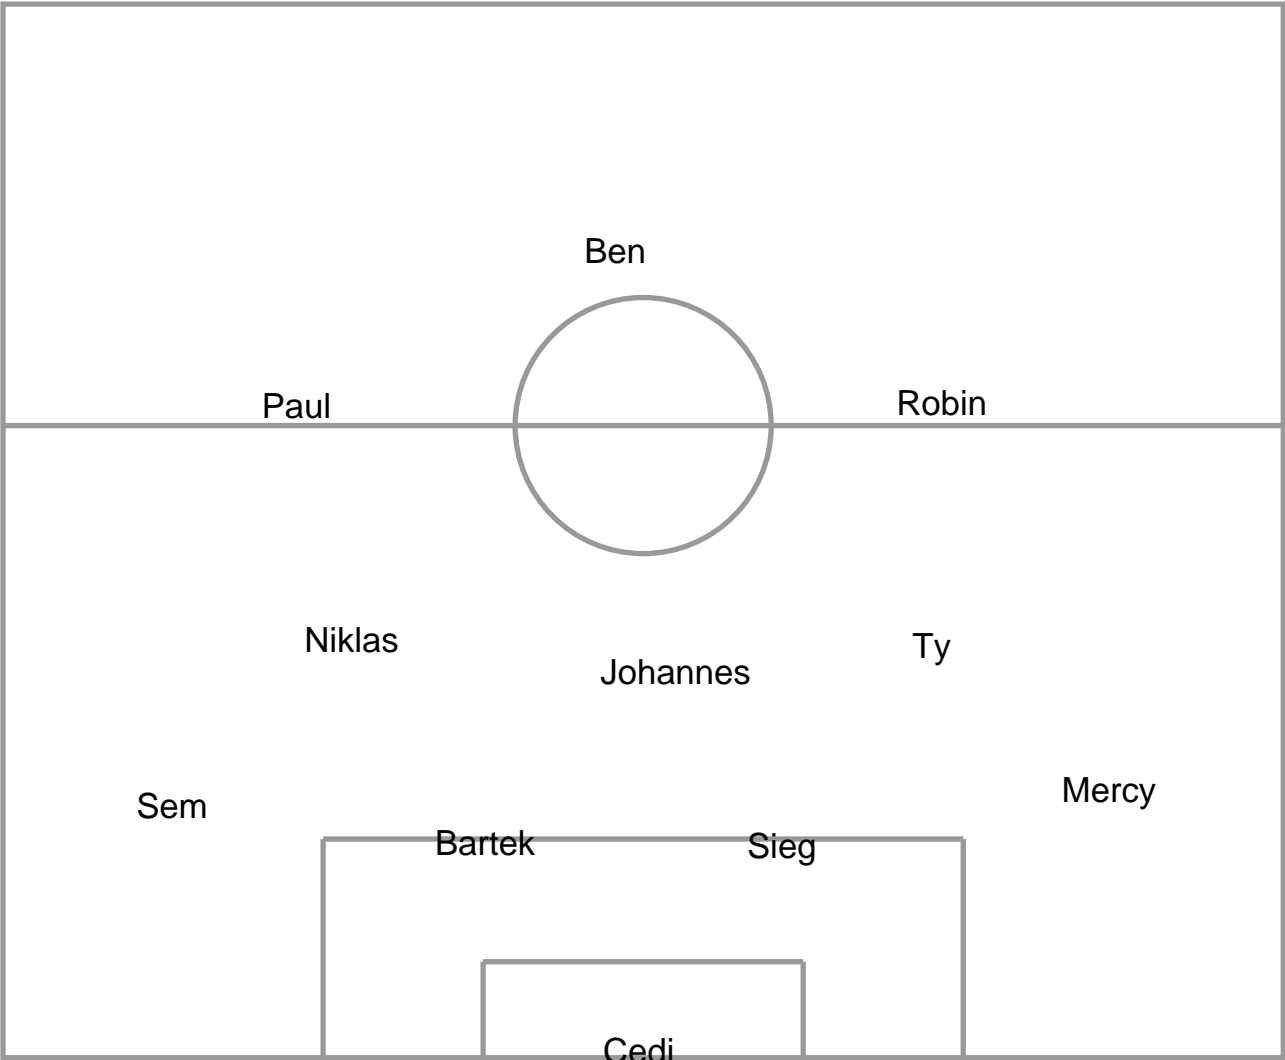 Ben
Paul
Robin
Niklas
Johannes
Ty
Sem
Mercy
Bartek
Sieg
Cedi